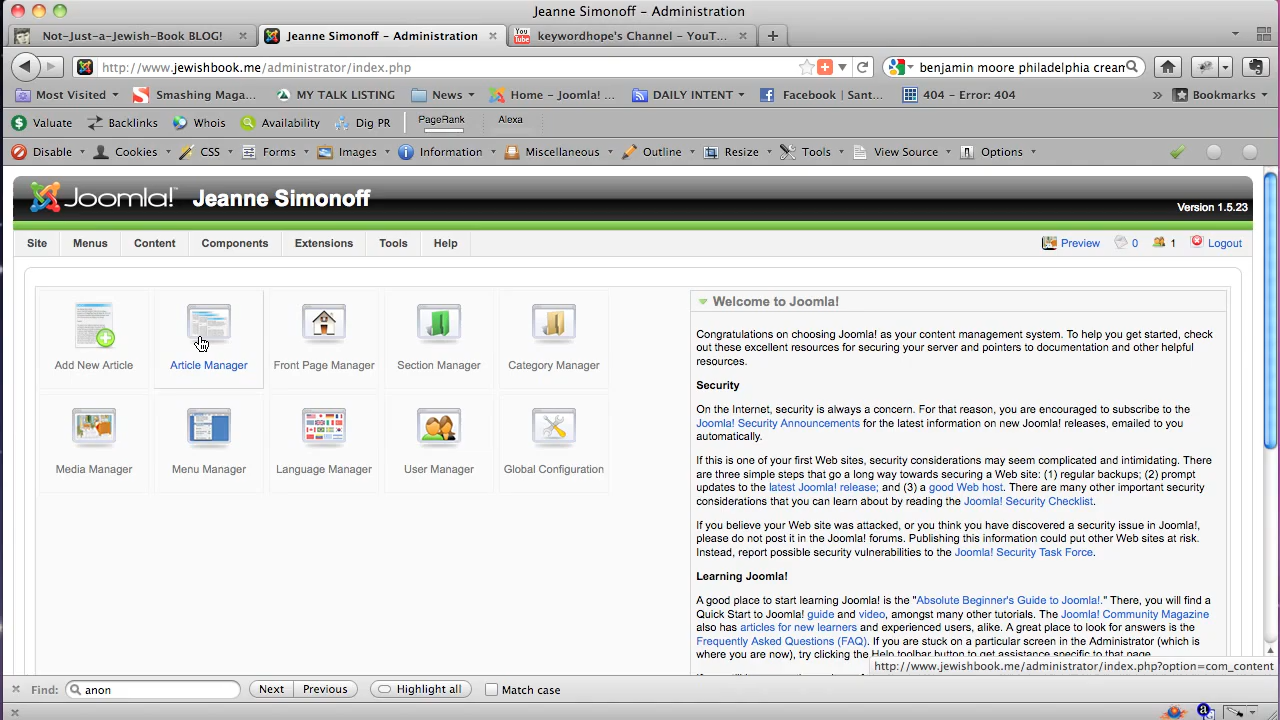 Jeanne Simonoff - Administration
Not-Just-a-Jewish-Book BLOG!
Jeanne Simonoff - Administration
keywordhope's Channel - YouT...
http://www.jewishbook.me/administrator/index.php
benjamin moore philadelphia cream
Most Visited
Smashing Maga...
MY TALK LISTING
News
Home - Joomla! ...
DAILY INTENT
Facebook | Sant...
404 - Error: 404
Bookmarks
Valuate
Backlinks
Whois
Availability
Dig PR
PageRank
Alexa
Disable
Cookies
CSS
Forms
Images
Information
Miscellaneous
Outline
Resize
Tools
View Source
Options
Joomla!™ Jeanne Simonoff
Version 1.5.23
Site
Menus
Content
Components
Extensions
Tools
Help
Preview
0
1
Logout
Add New Article
Article Manager
Front Page Manager
Section Manager
Category Manager
Media Manager
Menu Manager
Language Manager
User Manager
Global Configuration
Welcome to Joomla!
Congratulations on choosing Joomla! as your content management system. To help you get started, check
out these excellent resources for securing your server and pointers to documentation and other helpful
resources.
Security
On the Internet, security is always a concern. For that reason, you are encouraged to subscribe to the
Joomla! Security Announcements for the latest information on new Joomla! releases, emailed to you
automatically.
If this is one of your first Web sites, security considerations may seem complicated and intimidating. There
are three simple steps that go a long way towards securing a Web site: (1) regular backups; (2) prompt
updates to the latest Joomla! release; and (3) a good Web host. There are many other important security
considerations that you can learn about by reading the Joomla! Security Checklist.
If you believe your Web site was attacked, or you think you have discovered a security issue in Joomla!,
please do not post it in the Joomla! forums. Publishing this information could put other Web sites at risk.
Instead, report possible security vulnerabilities to the Joomla! Security Task Force.
Learning Joomla!
A good place to start learning Joomla! is the "Absolute Beginner's Guide to Joomla!." There, you will find a
Quick Start to Joomla! guide and video, amongst many other tutorials. The Joomla! Community Magazine
also has articles for new learners and experienced users, alike. A great place to look for answers is the
Frequently Asked Questions (FAQ). If you are stuck on a particular screen in the Administrator (which is
where you are now), try clicking the Help toolbar button to get assistance specific to that page.
http://www.jewishbook.me/administrator/index.php?option=com_content
Find:
anon
Next
Previous
Highlight all
Match case